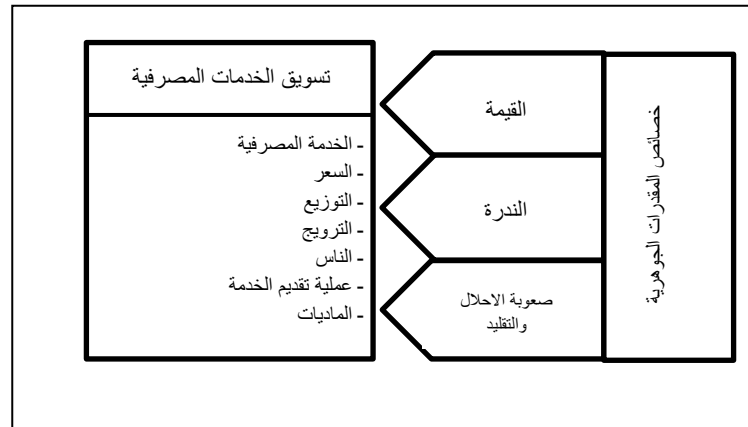 خصائص المقدرات الجوهرية
القيمة
الندرة
صعوبة الاحلال
والتقليد
تسويق الخدمات المصرفية
- الخدمة المصرفية
- السعر
- التوزيع
- الترويج
- الناس
- عملية تقديم الخدمة
- الماديات